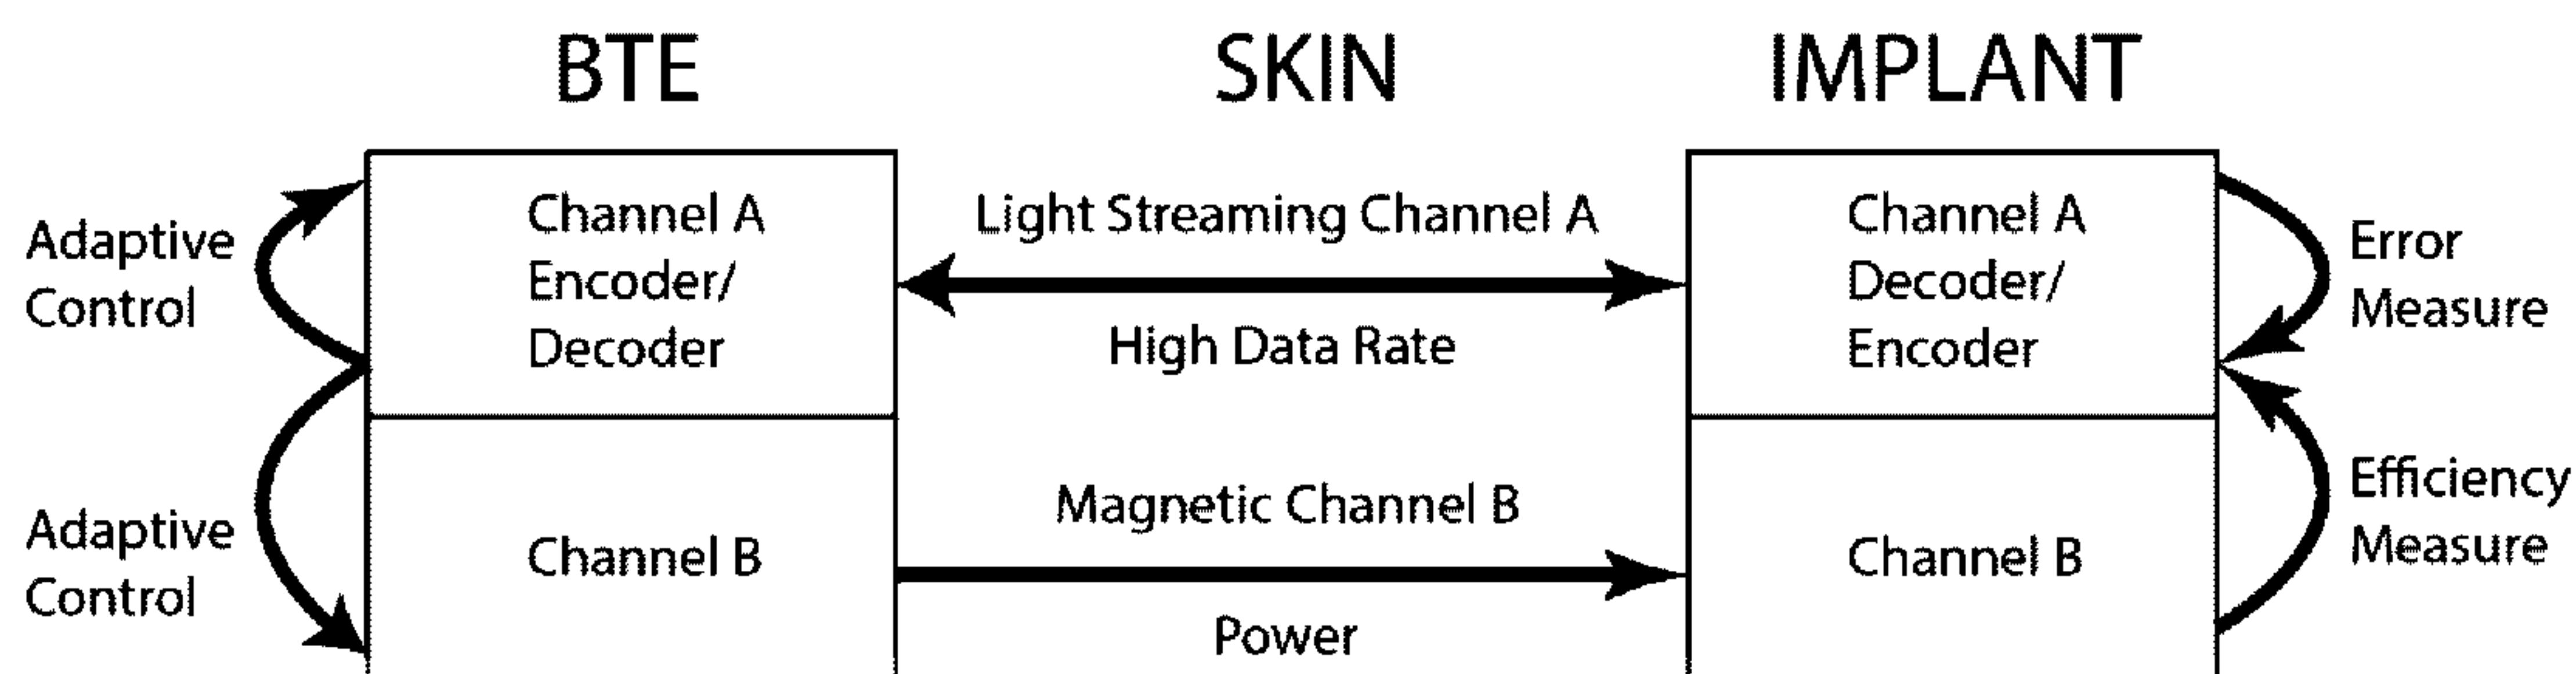 BTE
SKIN
IMPLANT
Adaptive
Control
Channel A
Encoder/
Decoder
Light Streaming Channel A
High Data Rate
Channel A
Decoder/
Encoder
Error
Measure
Adaptive
Control
Channel B
Magnetic Channel B
Power
Channel B
Efficiency
Measure